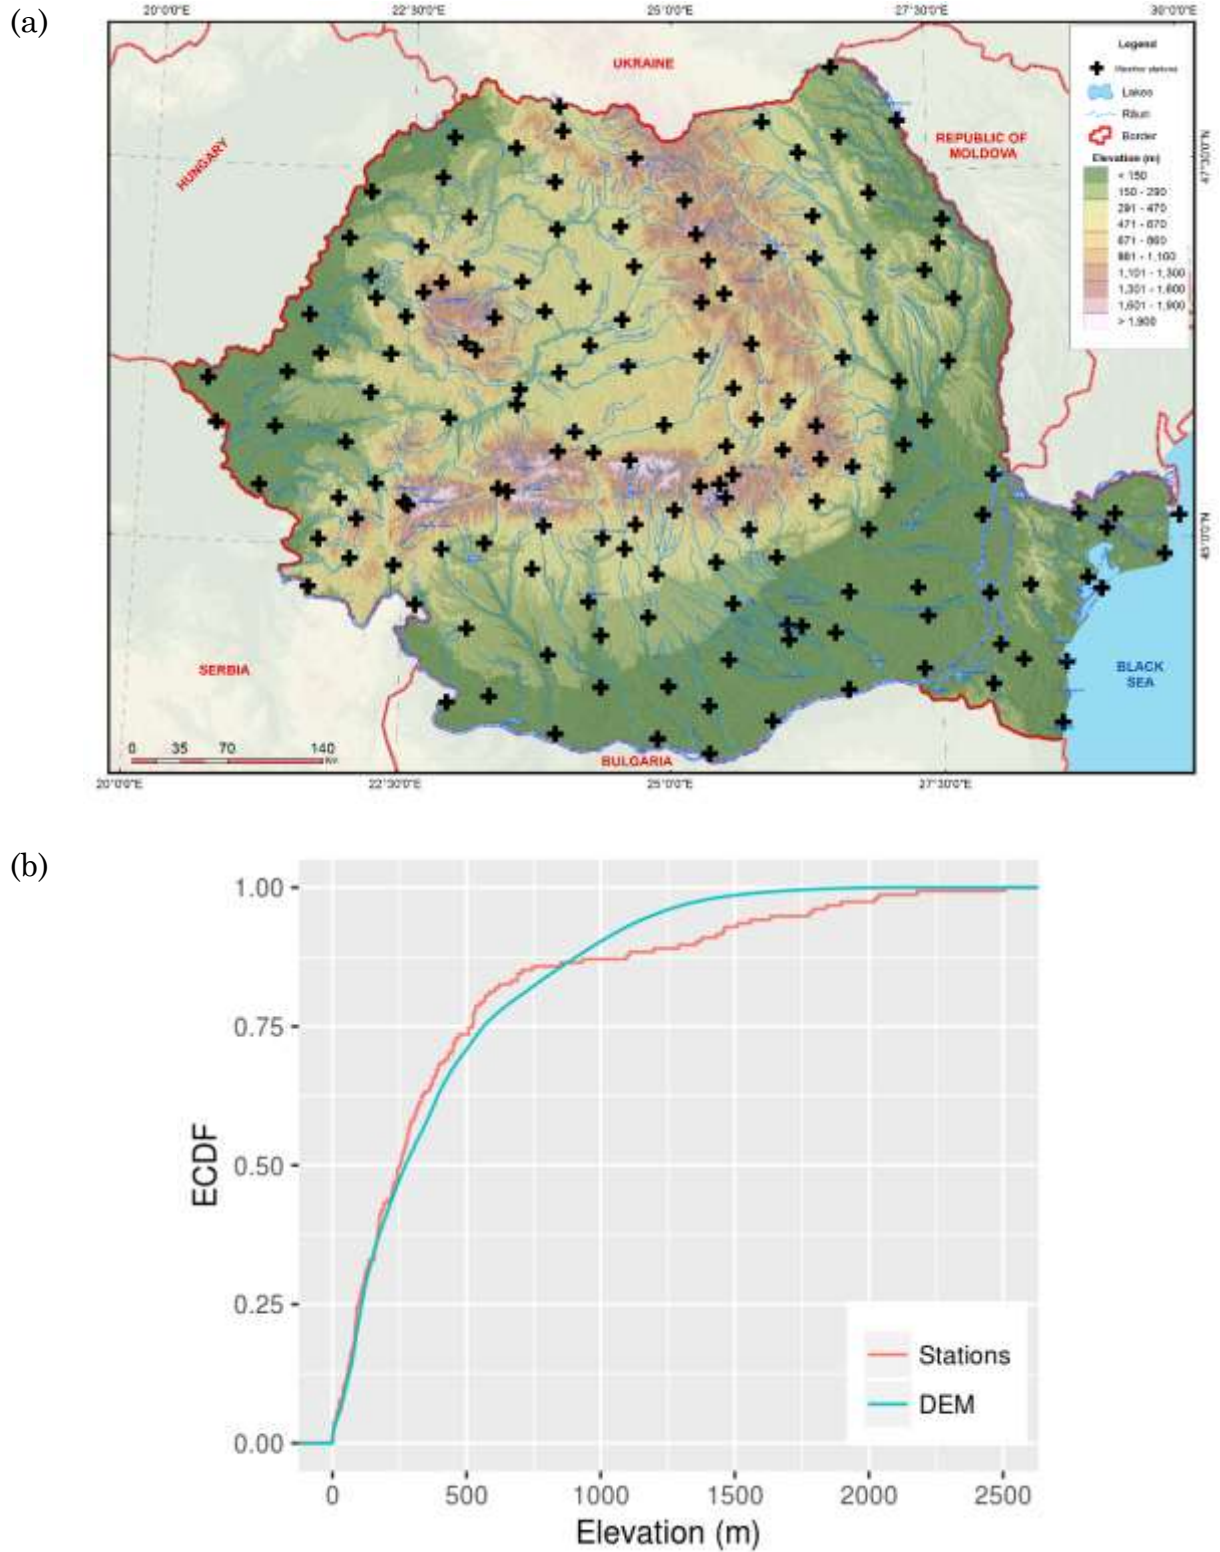 (a)
20°0'0"E 22°30'0"E 25°0'0"E 27°30'0"E 30°0'0"E
UKRAINE
HUNGARY
REPUBLIC OF
MOLDOVA
SERBIA
BULGARIA
BLACK
SEA
Legend
Lakes
Border
Elevation (m)
< 150
150 - 290
291 - 470
471 - 670
671 - 860
861 - 1,100
1,101 - 1,300
1,301 - 1,600
1,601 - 1,900
> 1,900
47°30'0"N
45°0'0"N
0 35 70 140
Km
20°0'0"E 22°30'0"E 25°0'0"E 27°30'0"E
(b)
1.00
0.75
0.50
0.25
0.00
ECDF
Stations
DEM
0 500 1000 1500 2000 2500
Elevation (m)